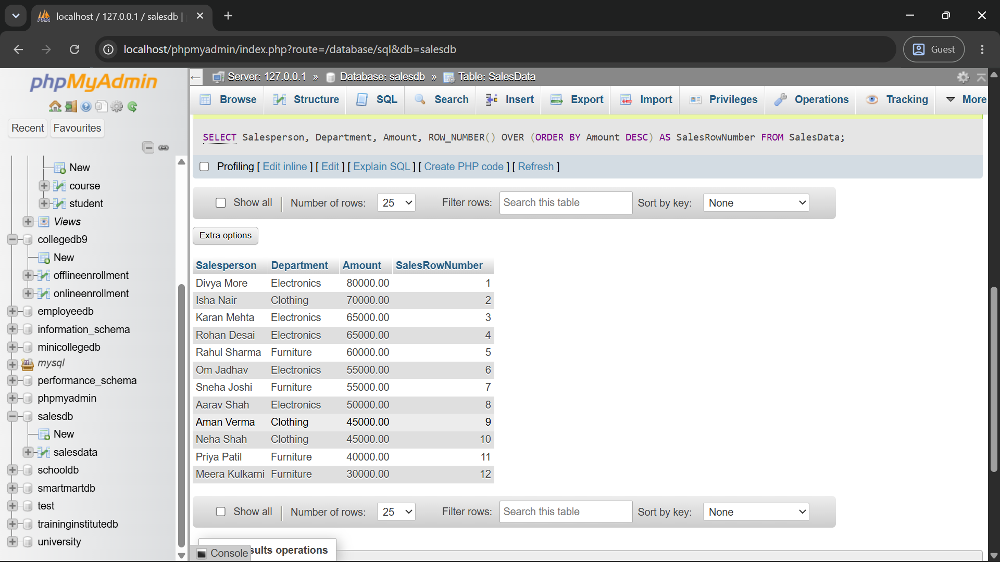 localhost / 127.0.0.1 / salesdb |
localhost/phpmyadmin/index.php?route=/database/sql&db=salesdb
Guest
phpMyAdmin
Recent
Favourites
New
course
student
Views
collegedb9
New
offlineenrollment
onlineenrollment
employeedb
information_schema
minicollegedb
mysql
performance_schema
phpmyadmin
salesdb
New
salesdata
schooldb
smartmartdb
test
traininginstitutedb
university
Server: 127.0.0.1 » Database: salesdb » Table: SalesData
Browse Structure SQL Search Insert Export Import Privileges Operations Tracking More
SELECT Salesperson, Department, Amount, ROW_NUMBER() OVER (ORDER BY Amount DESC) AS SalesRowNumber FROM SalesData;
Profiling [ Edit inline ] [ Edit ] [ Explain SQL ] [ Create PHP code ] [ Refresh ]
Show all | Number of rows: 25 Filter rows: Search this table Sort by key: None
Extra options
Salesperson Department Amount SalesRowNumber
Divya More Electronics 80000.00 1
Isha Nair Clothing 70000.00 2
Karan Mehta Electronics 65000.00 3
Rohan Desai Electronics 65000.00 4
Rahul Sharma Furniture 60000.00 5
Om Jadhav Electronics 55000.00 6
Sneha Joshi Furniture 55000.00 7
Aarav Shah Electronics 50000.00 8
Aman Verma Clothing 45000.00 9
Neha Shah Clothing 45000.00 10
Priya Patil Furniture 40000.00 11
Meera Kulkarni Furniture 30000.00 12
Show all | Number of rows: 25 Filter rows: Search this table Sort by key: None
Console
sults operations